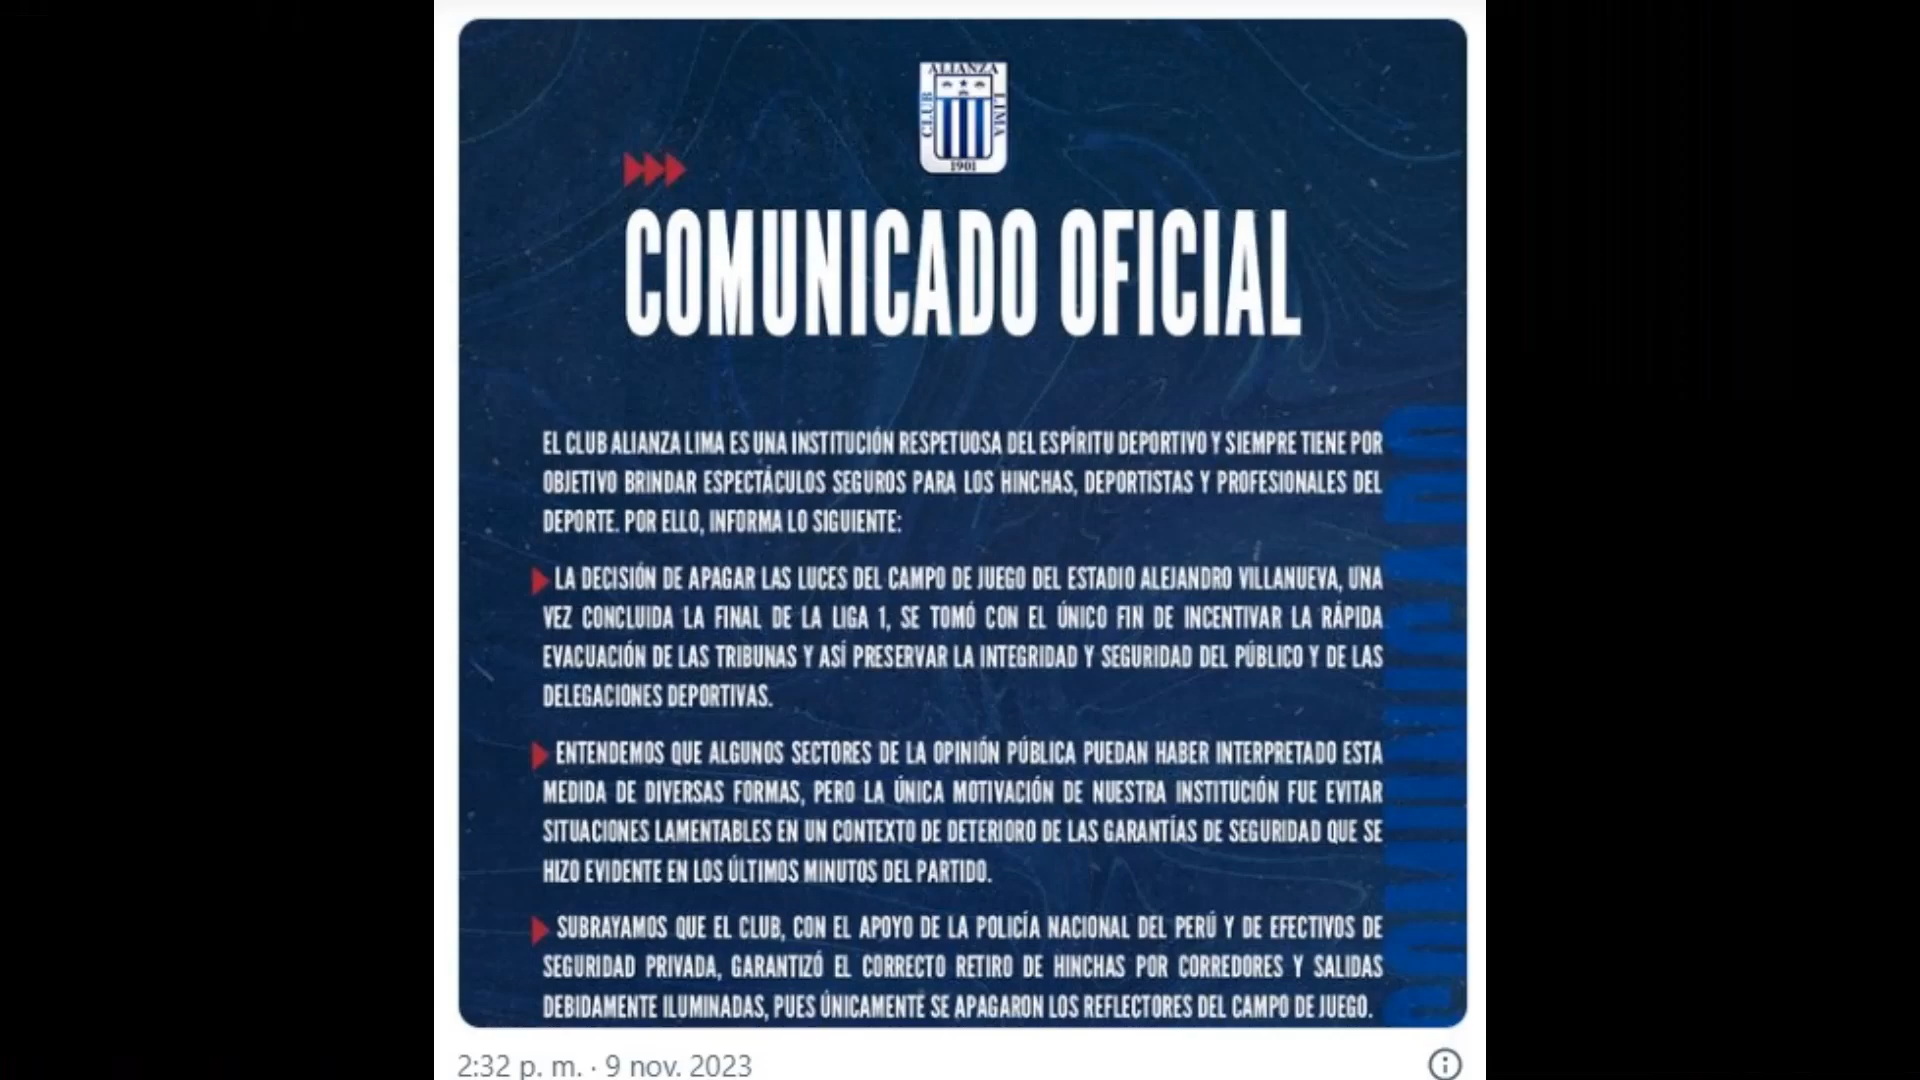 ALIANZA
CLUB
LIMA
1901
COMUNICADO OFICIAL
EL CLUB ALIANZA LIMA ES UNA INSTITUCIÓN RESPETUOSA DEL ESPÍRITU DEPORTIVO Y SIEMPRE TIENE POR
OBJETIVO BRINDAR ESPECTÁCULOS SEGUROS PARA LOS HINCHAS, DEPORTISTAS Y PROFESIONALES DEL
DEPORTE. POR ELLO, INFORMA LO SIGUIENTE:
LA DECISIÓN DE APAGAR LAS LUCES DEL CAMPO DE JUEGO DEL ESTADIO ALEJANDRO VILLANUEVA, UNA
VEZ CONCLUIDA LA FINAL DE LA LIGA 1, SE TOMÓ CON EL ÚNICO FIN DE INCENTIVAR LA RÁPIDA
EVACUACIÓN DE LAS TRIBUNAS Y ASÍ PRESERVAR LA INTEGRIDAD Y SEGURIDAD DEL PÚBLICO Y DE LAS
DELEGACIONES DEPORTIVAS.
ENTENDEMOS QUE ALGUNOS SECTORES DE LA OPINIÓN PÚBLICA PUEDAN HABER INTERPRETADO ESTA
MEDIDA DE DIVERSAS FORMAS, PERO LA ÚNICA MOTIVACIÓN DE NUESTRA INSTITUCIÓN FUE EVITAR
SITUACIONES LAMENTABLES EN UN CONTEXTO DE DETERIORO DE LAS GARANTÍAS DE SEGURIDAD QUE SE
HIZO EVIDENTE EN LOS ÚLTIMOS MINUTOS DEL PARTIDO.
SUBRAYAMOS QUE EL CLUB, CON EL APOYO DE LA POLICÍA NACIONAL DEL PERÚ Y DE EFECTIVOS DE
SEGURIDAD PRIVADA, GARANTIZÓ EL CORRECTO RETIRO DE HINCHAS POR CORREDORES Y SALIDAS
DEBIDAMENTE ILUMINADAS, PUES ÚNICAMENTE SE APAGARON LOS REFLECTORES DEL CAMPO DE JUEGO.
COMUNICADO
2:32 p. m. · 9 nov. 2023